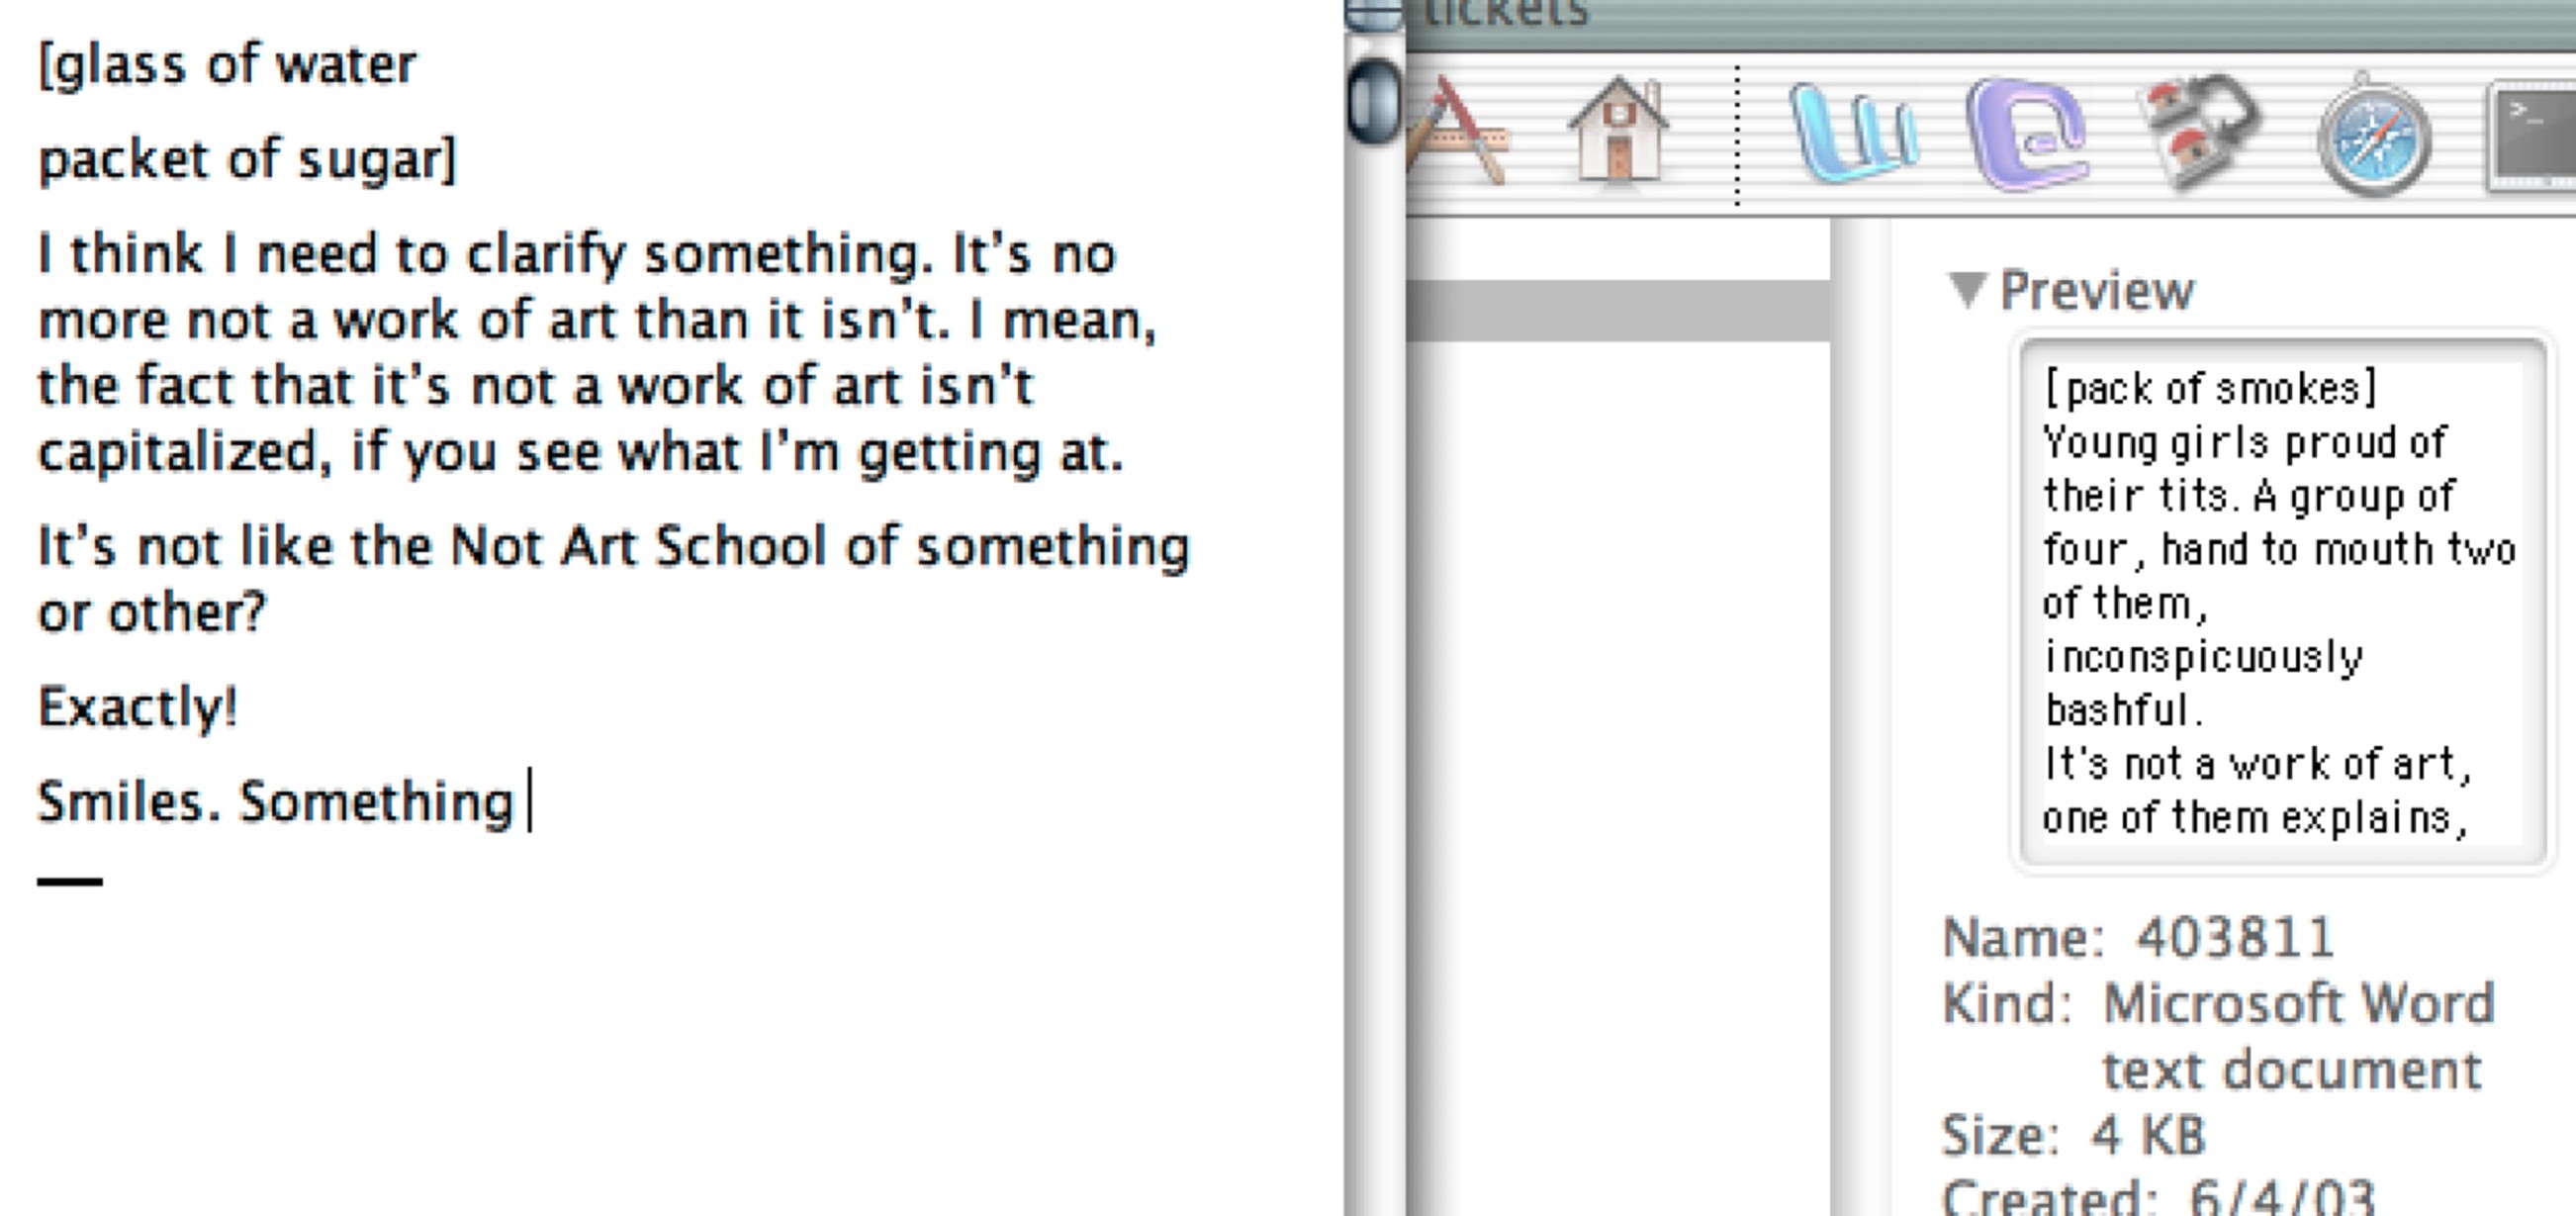 [glass of water
packet of sugar]
I think I need to clarify something. It’s no
more not a work of art than it isn’t. I mean,
the fact that it’s not a work of art isn’t
capitalized, if you see what I’m getting at.
It’s not like the Not Art School of something
or other?
Exactly!
Smiles. Something
tickets
>_
Preview
[pack of smokes]
Young girls proud of
their tits. A group of
four, hand to mouth two
of them,
inconspicuously
bashful.
It's not a work of art,
one of them explains,
Name: 403811
Kind: Microsoft Word
text document
Size: 4 KB
Created: 6/4/03